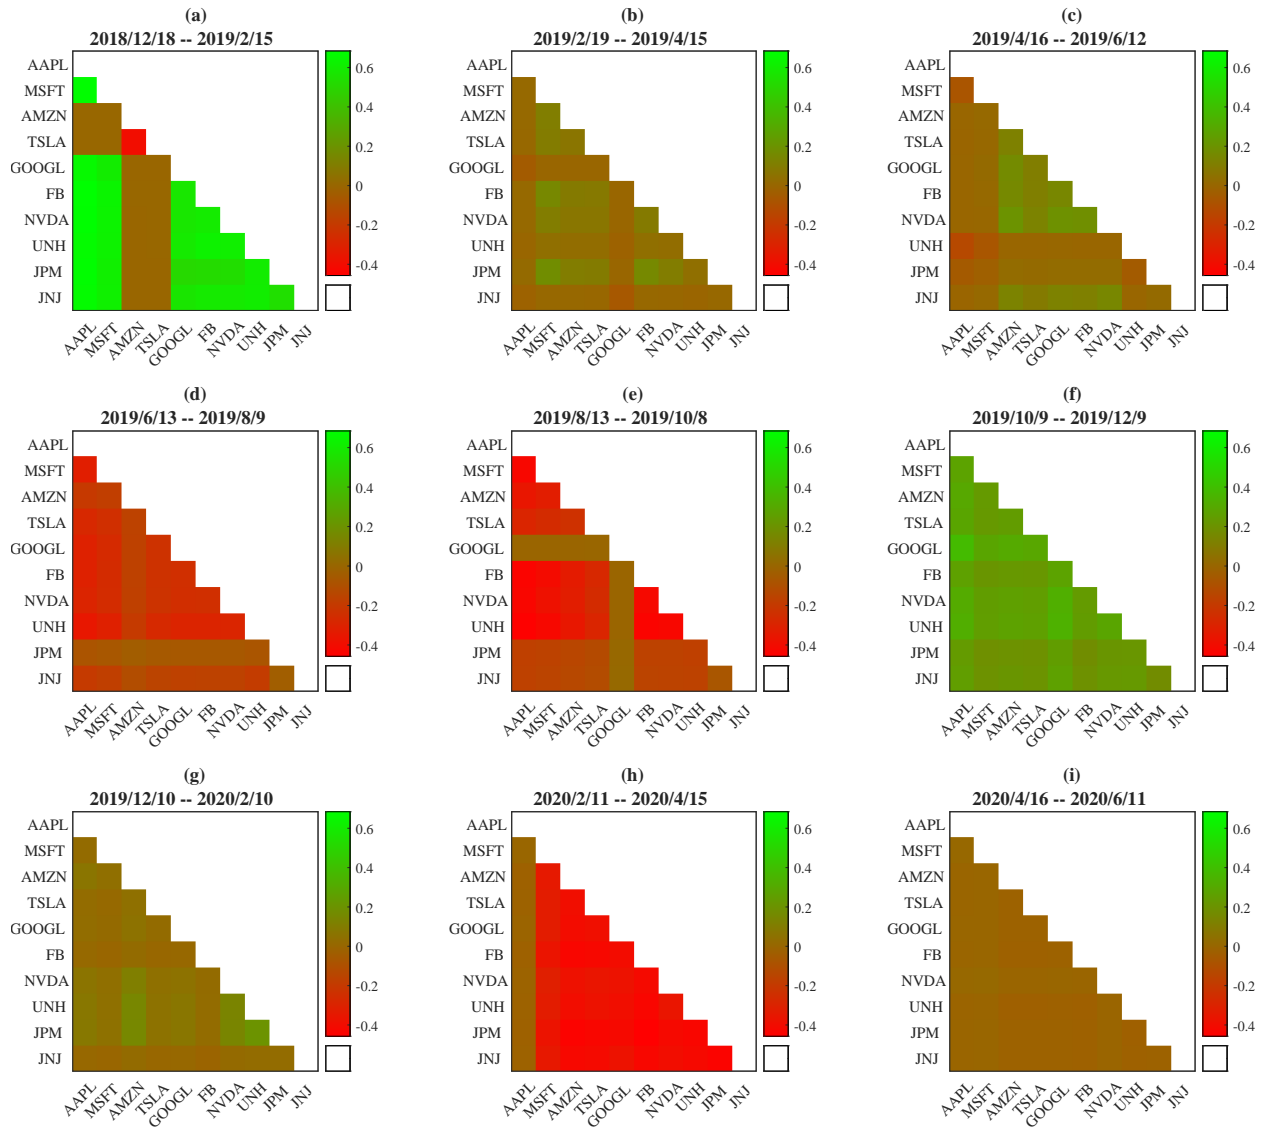 (a)
2018/12/18 -- 2019/2/15
AAPL
MSFT
AMZN
TSLA
GOOGL
FB
NVDA
UNH
JPM
JNJ
AAPL MSFT AMZN TSLA GOOGL FB NVDA UNH JPM JNJ
0.6
0.4
0.2
0
-0.2
-0.4
(b)
2019/2/19 -- 2019/4/15
AAPL
MSFT
AMZN
TSLA
GOOGL
FB
NVDA
UNH
JPM
JNJ
AAPL MSFT AMZN TSLA GOOGL FB NVDA UNH JPM JNJ
0.6
0.4
0.2
0
-0.2
-0.4
(c)
2019/4/16 -- 2019/6/12
AAPL
MSFT
AMZN
TSLA
GOOGL
FB
NVDA
UNH
JPM
JNJ
AAPL MSFT AMZN TSLA GOOGL FB NVDA UNH JPM JNJ
0.6
0.4
0.2
0
-0.2
-0.4
(d)
2019/6/13 -- 2019/8/9
AAPL
MSFT
AMZN
TSLA
GOOGL
FB
NVDA
UNH
JPM
JNJ
AAPL MSFT AMZN TSLA GOOGL FB NVDA UNH JPM JNJ
0.6
0.4
0.2
0
-0.2
-0.4
(e)
2019/8/13 -- 2019/10/8
AAPL
MSFT
AMZN
TSLA
GOOGL
FB
NVDA
UNH
JPM
JNJ
AAPL MSFT AMZN TSLA GOOGL FB NVDA UNH JPM JNJ
0.6
0.4
0.2
0
-0.2
-0.4
(f)
2019/10/9 -- 2019/12/9
AAPL
MSFT
AMZN
TSLA
GOOGL
FB
NVDA
UNH
JPM
JNJ
AAPL MSFT AMZN TSLA GOOGL FB NVDA UNH JPM JNJ
0.6
0.4
0.2
0
-0.2
-0.4
(g)
2019/12/10 -- 2020/2/10
AAPL
MSFT
AMZN
TSLA
GOOGL
FB
NVDA
UNH
JPM
JNJ
AAPL MSFT AMZN TSLA GOOGL FB NVDA UNH JPM JNJ
0.6
0.4
0.2
0
-0.2
-0.4
(h)
2020/2/11 -- 2020/4/15
AAPL
MSFT
AMZN
TSLA
GOOGL
FB
NVDA
UNH
JPM
JNJ
AAPL MSFT AMZN TSLA GOOGL FB NVDA UNH JPM JNJ
0.6
0.4
0.2
0
-0.2
-0.4
(i)
2020/4/16 -- 2020/6/11
AAPL
MSFT
AMZN
TSLA
GOOGL
FB
NVDA
UNH
JPM
JNJ
AAPL MSFT AMZN TSLA GOOGL FB NVDA UNH JPM JNJ
0.6
0.4
0.2
0
-0.2
-0.4